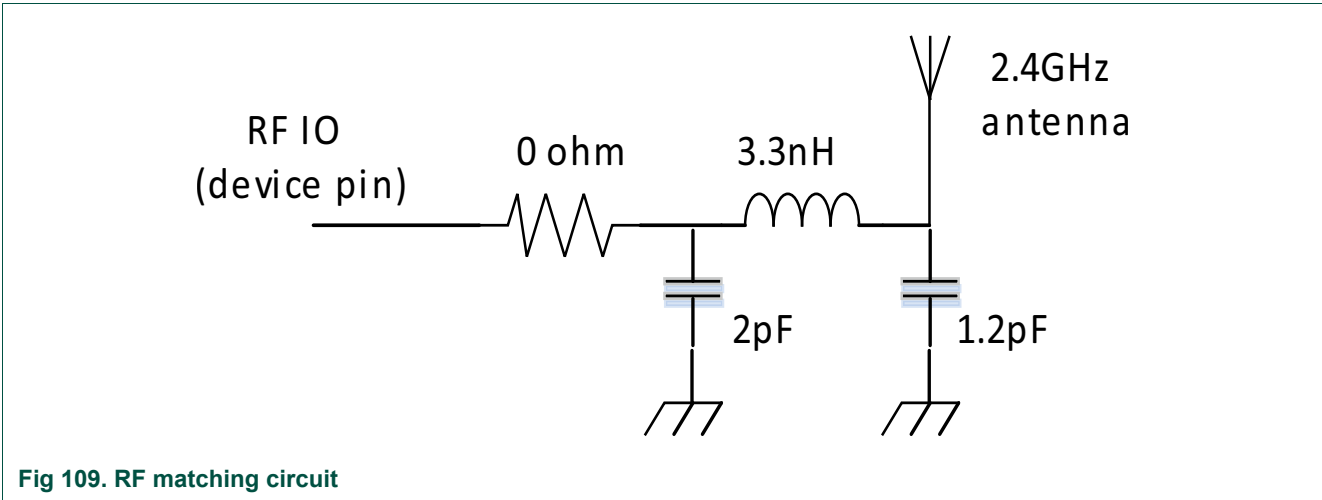 2.4GHz
antenna
RF IO
(device pin)
0 ohm
3.3nH
2pF
1.2pF
Fig 109. RF matching circuit